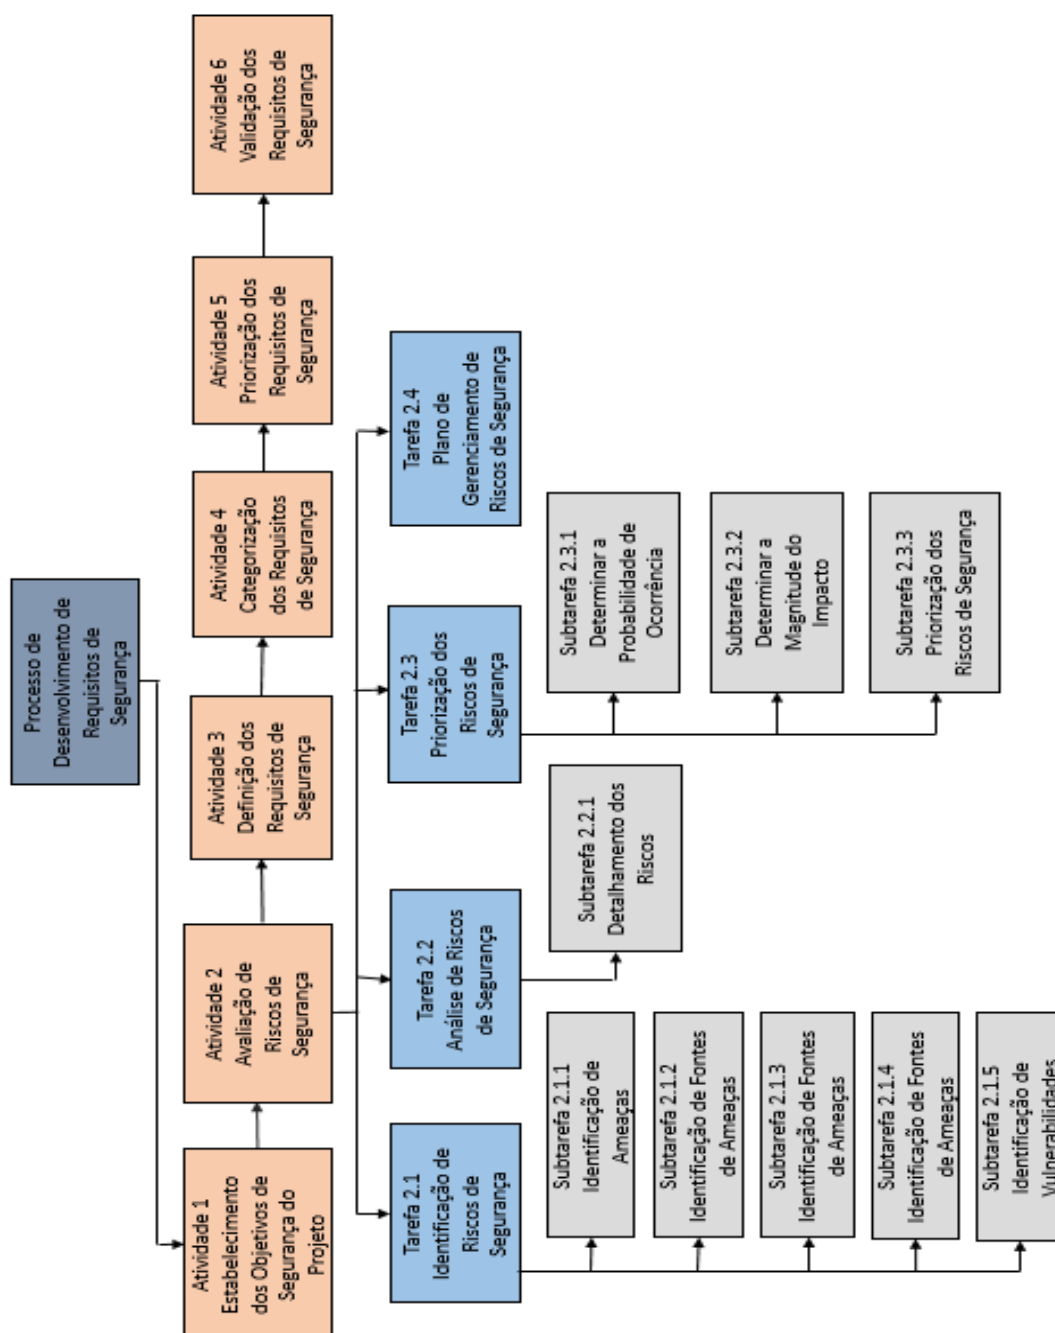 Processo de
Desenvolvimento de
Requisitos de
Segurança
Atividade 1
Estabelecimento
dos Objetivos de
Segurança do
Projeto
Atividade 2
Avaliação de
Riscos de
Segurança
Atividade 3
Definição dos
Requisitos de
Segurança
Atividade 4
Categorização
dos Requisitos
de Segurança
Atividade 5
Priorização dos
Requisitos de
Segurança
Atividade 6
Validação dos
Requisitos de
Segurança
Tarefa 2.1
Identificação de
Riscos de
Segurança
Tarefa 2.2
Análise de Riscos
de Segurança
Tarefa 2.3
Priorização dos
Riscos de
Segurança
Tarefa 2.4
Plano de
Gerenciamento de
Riscos de Segurança
Subtarefa 2.1.1
Identificação de
Ameaças
Subtarefa 2.1.2
Identificação de Fontes
de Ameaças
Subtarefa 2.1.3
Identificação de Fontes
de Ameaças
Subtarefa 2.1.4
Identificação de Fontes
de Ameaças
Subtarefa 2.1.5
Identificação de
Vulnerabilidades
Subtarefa 2.2.1
Detalhamento dos
Riscos
Subtarefa 2.3.1
Determinar a
Probabilidade de
Ocorrência
Subtarefa 2.3.2
Determinar a
Magnitude do
Impacto
Subtarefa 2.3.3
Priorização dos
Riscos de Segurança